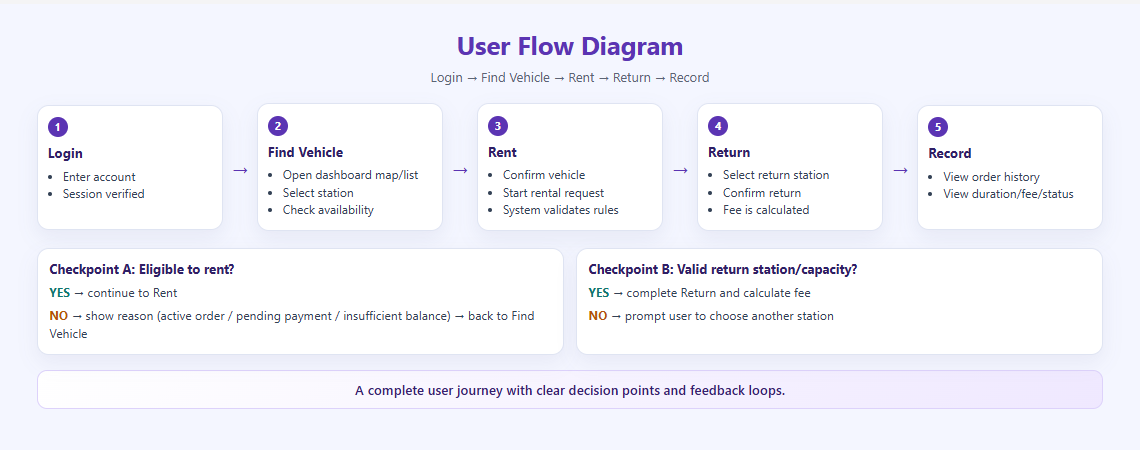 User Flow Diagram
Login → Find Vehicle → Rent → Return → Record
1
Login
• Enter account
• Session verified
→
2
Find Vehicle
• Open dashboard map/list
• Select station
• Check availability
→
3
Rent
• Confirm vehicle
• Start rental request
• System validates rules
→
4
Return
• Select return station
• Confirm return
• Fee is calculated
→
5
Record
• View order history
• View duration/fee/status
Checkpoint A: Eligible to rent?
YES → continue to Rent
NO → show reason (active order / pending payment / insufficient balance) → back to Find
Vehicle
Checkpoint B: Valid return station/capacity?
YES → complete Return and calculate fee
NO → prompt user to choose another station
A complete user journey with clear decision points and feedback loops.